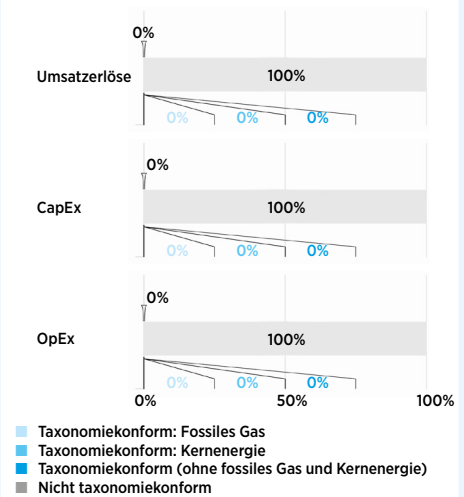 0%
Umsatzerlöse
100%
0% 0% 0%
0%
CapEx
100%
0% 0% 0%
0%
OpEx
100%
0% 0% 0%
0% 50% 100%
Taxonomiekonform: Fossiles Gas
Taxonomiekonform: Kernenergie
Taxonomiekonform (ohne fossiles Gas und Kernenergie)
Nicht taxonomiekonform